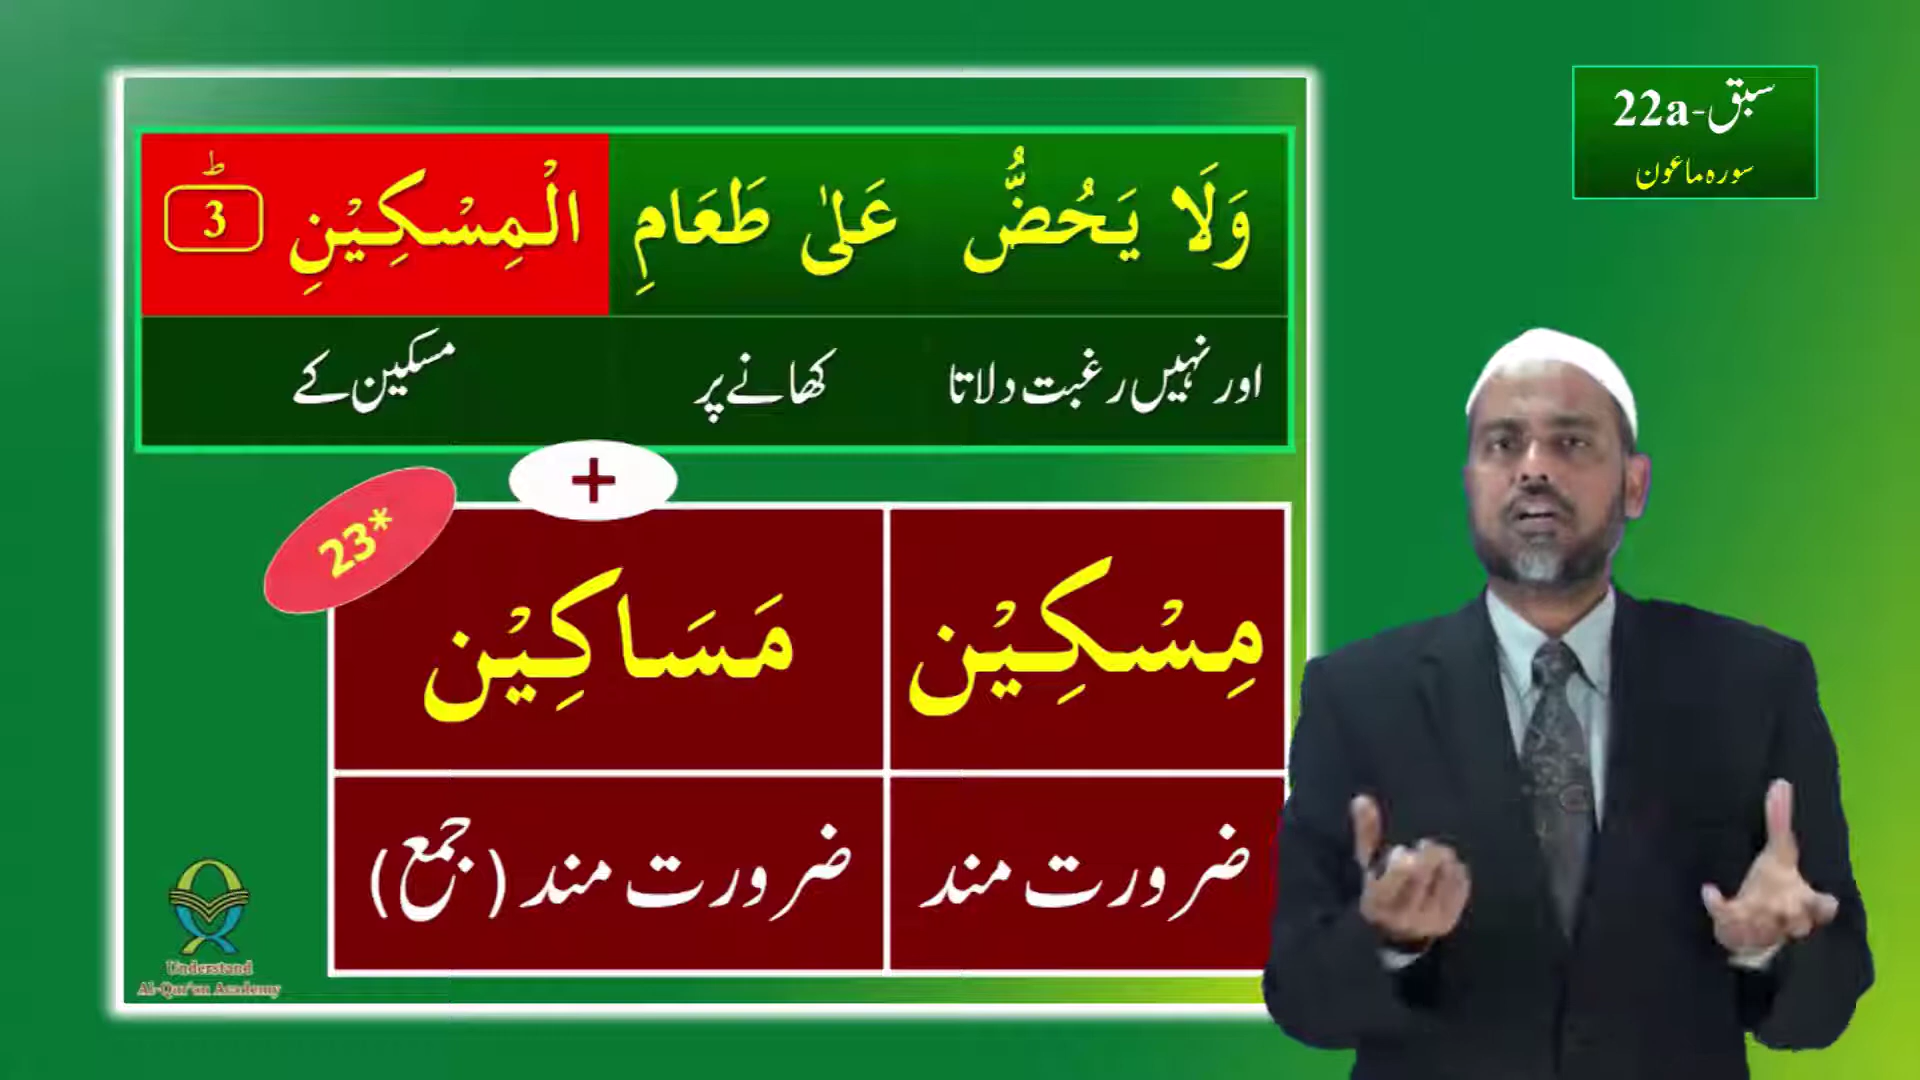 سبق-22a
سورہ ماعون
وَلَا يَحُضُّ عَلٰى طَعَامِ الْمِسْكِيْنِ ؕ 3
اور نہیں رغبت دلاتا کھانے پر مسکین کے
+
23*
مِسْكِيْن مَسَاكِيْن
ضرورت مند ضرورت مند (جمع)
Understand
Al-Qur'an Academy